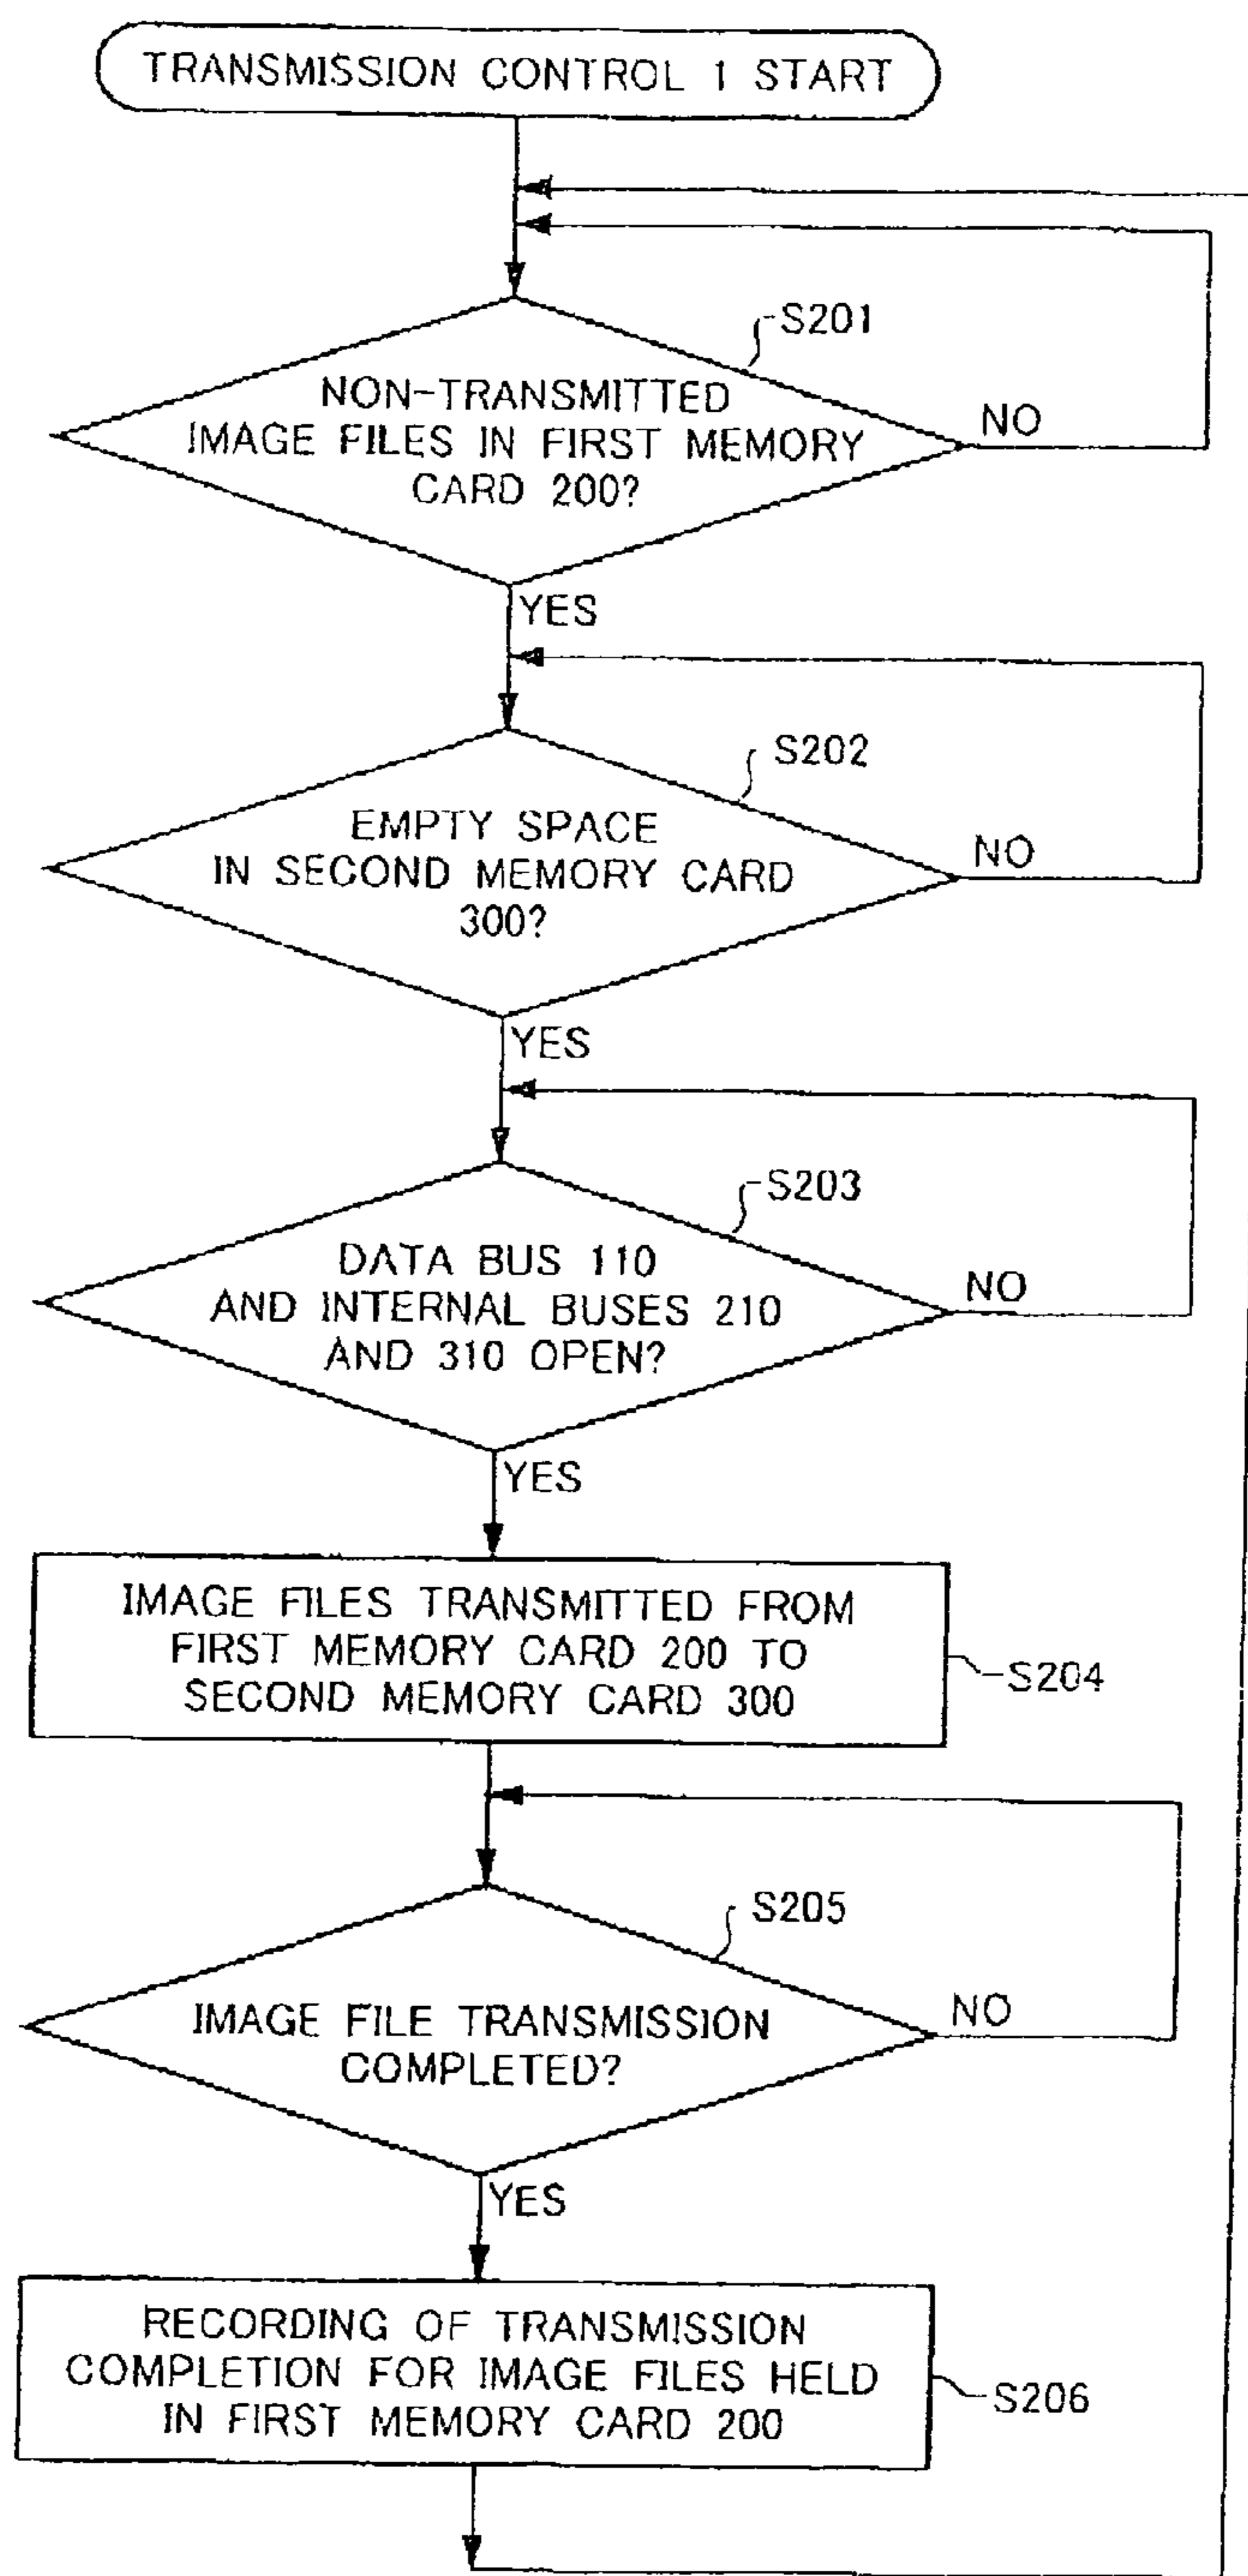 TRANSMISSION CONTROL 1 START
S201
NON-TRANSMITTED
IMAGE FILES IN FIRST MEMORY
CARD 200?
NO
YES
S202
EMPTY SPACE
IN SECOND MEMORY CARD
300?
NO
YES
S203
DATA BUS 110
AND INTERNAL BUSES 210
AND 310 OPEN?
NO
YES
IMAGE FILES TRANSMITTED FROM
FIRST MEMORY CARD 200 TO
SECOND MEMORY CARD 300
S204
S205
IMAGE FILE TRANSMISSION
COMPLETED?
NO
YES
RECORDING OF TRANSMISSION
COMPLETION FOR IMAGE FILES HELD
IN FIRST MEMORY CARD 200
S206